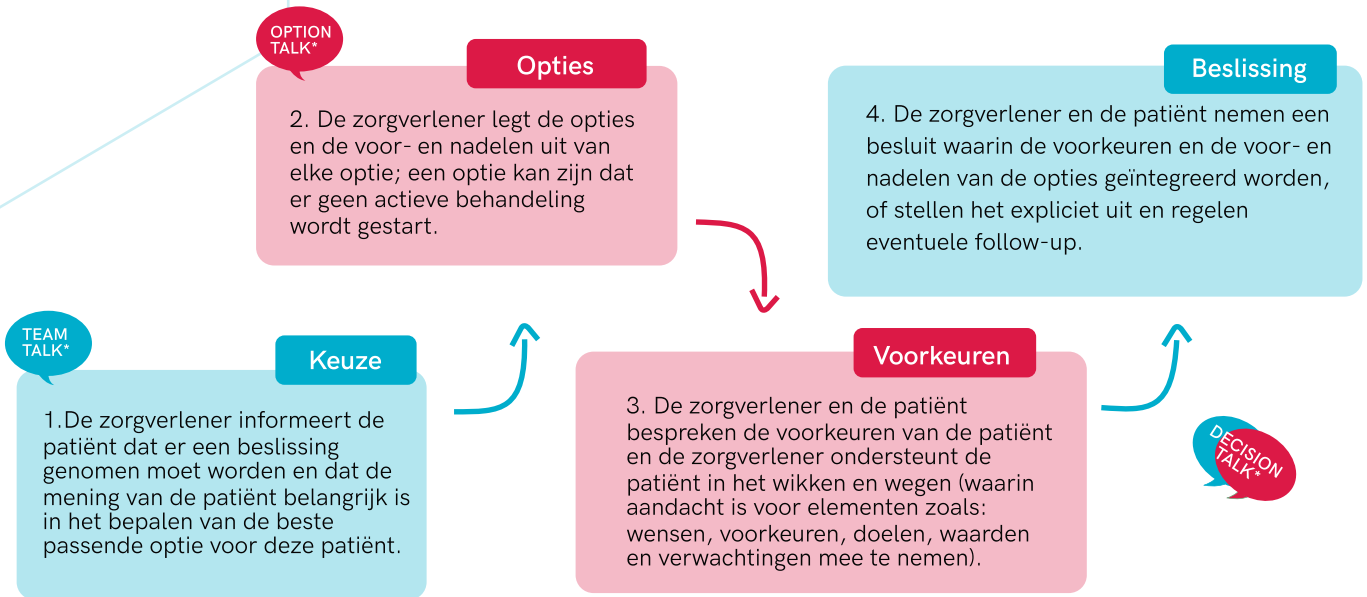 TEAM
TALK*
Keuze
1.De zorgverlener informeert de
patiënt dat er een beslissing
genomen moet worden en dat de
mening van de patiënt belangrijk is
in het bepalen van de beste
passende optie voor deze patiënt.
OPTION
TALK*
Opties
2. De zorgverlener legt de opties
en de voor- en nadelen uit van
elke optie; een optie kan zijn dat
er geen actieve behandeling
wordt gestart.
Voorkeuren
3. De zorgverlener en de patiënt
bespreken de voorkeuren van de patiënt
en de zorgverlener ondersteunt de
patiënt in het wikken en wegen (waarin
aandacht is voor elementen zoals:
wensen, voorkeuren, doelen, waarden
en verwachtingen mee te nemen).
Beslissing
4. De zorgverlener en de patiënt nemen een
besluit waarin de voorkeuren en de voor- en
nadelen van de opties geïntegreerd worden,
of stellen het expliciet uit en regelen
eventuele follow-up.
DECISION
TALK*